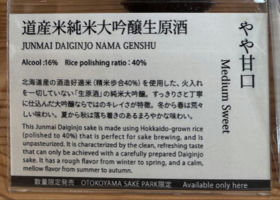 道産米純米大吟醸生原酒
JUNMAI DAIGINJO NAMA GENSHU
Alcool :16%　Rice polishing ratio : 40%
北海道産の酒造好適米（精米歩合40%）を使用した、火入れ
を一切していない「生原酒」の純米大吟醸。すっきりさと丁寧
に仕込んだ大吟醸ならではのキレイさが特徴。冬から春は荒々
しい味わい、夏から秋は落ち着きのあるまろやかな味わい。
This Junmai Daiginjo sake is made using Hokkaido-grown rice
(polished to 40%) that is perfect for sake brewing, and is
unpasteurized. It is characterized by the clean, refreshing taste
that can only be achieved with a carefully prepared Daiginjo
sake. It has a rough flavor from winter to spring, and a calm,
mellow flavor from summer to autumn.
やや甘口
Medium Sweet
数量限定発売　OTOKOYAMA SAKE PARK限定　Available only here